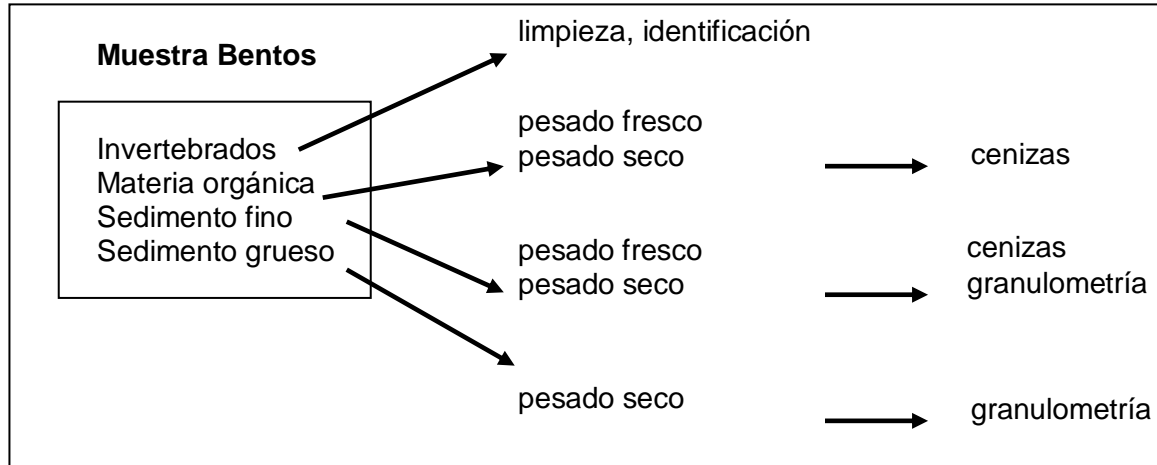 Muestra Bentos
Invertebrados
Materia orgánica
Sedimento fino
Sedimento grueso
limpieza, identificación
pesado fresco
pesado seco
cenizas
pesado fresco
pesado seco
cenizas
granulometría
pesado seco
granulometría